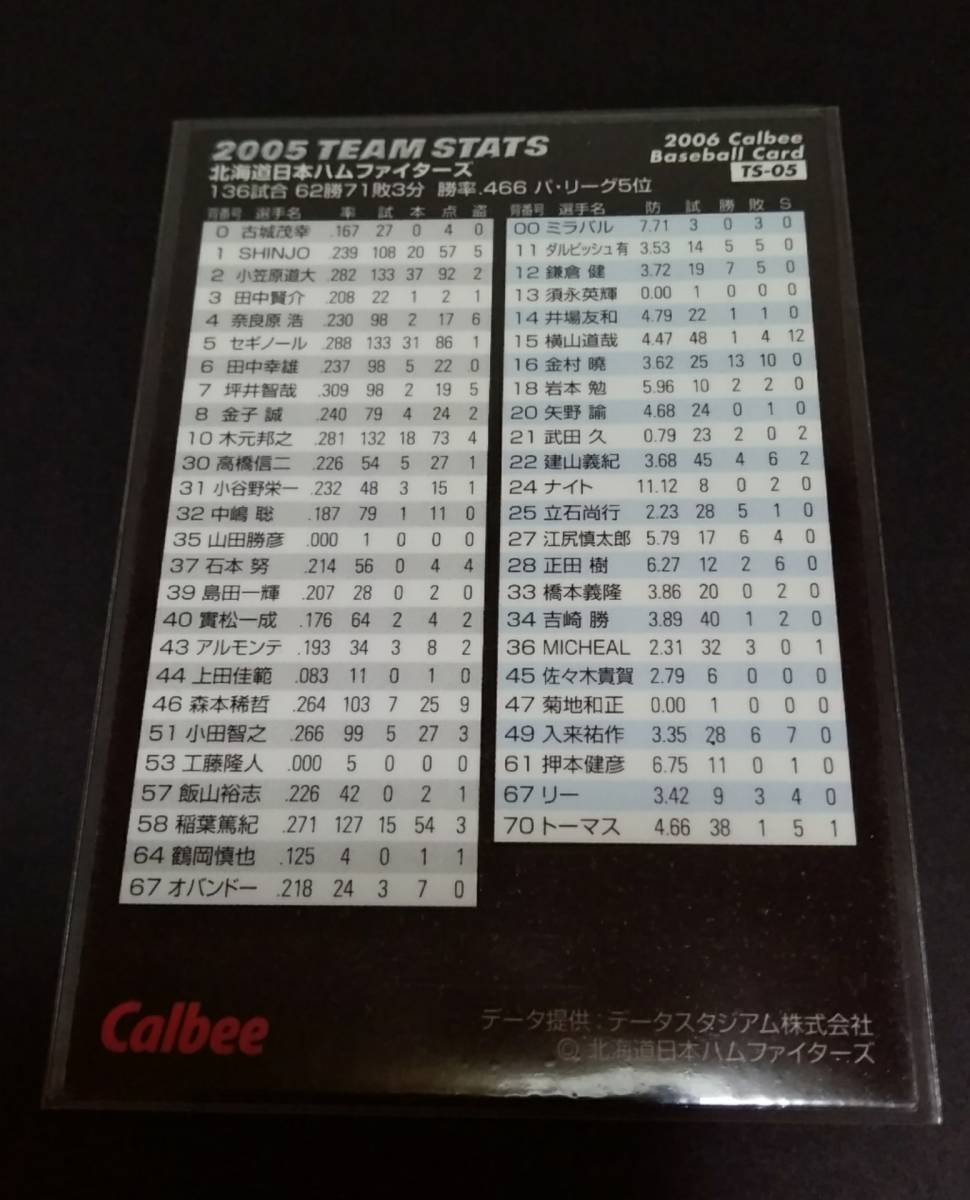 2005 TEAM STATS
2006 Calbee
Baseball Card
TS-05
北海道日本ハムファイターズ
136試合 62勝71敗3分 勝率.466 パ・リーグ5位
背番号 選手名 率 試 本 点 盗
0 古城茂幸 .167 27 0 4 0
1 SHINJO .239 108 20 57 5
2 小笠原道大 .282 133 37 92 2
3 田中賢介 .208 22 1 2 1
4 奈良原 浩 .230 98 2 17 6
5 セギノール .288 133 31 86 1
6 田中幸雄 .237 98 5 22 0
7 坪井智哉 .309 98 2 19 5
8 金子 誠 .240 79 4 24 2
10 木元邦之 .281 132 18 73 4
30 高橋信二 .226 54 5 27 1
31 小谷野栄一 .232 48 3 15 1
32 中嶋 聡 .187 79 1 11 0
35 山田勝彦 .000 1 0 0 0
37 石本 努 .214 56 0 4 4
39 島田一輝 .207 28 0 2 0
40 實松一成 .176 64 2 4 2
43 アルモンテ .193 34 3 8 2
44 上田佳範 .083 11 0 1 0
46 森本稀哲 .264 103 7 25 9
51 小田智之 .266 99 5 27 3
53 工藤隆人 .000 5 0 0 0
57 飯山裕志 .226 42 0 2 1
58 稲葉篤紀 .271 127 15 54 3
64 鶴岡慎也 .125 4 0 1 1
67 オバンドー .218 24 3 7 0
背番号 選手名 防 試 勝 敗 S
00 ミラバル 7.71 3 0 3 0
11 ダルビッシュ有 3.53 14 5 5 0
12 鎌倉 健 3.72 19 7 5 0
13 須永英輝 0.00 1 0 0 0
14 井場友和 4.79 22 1 1 0
15 横山道哉 4.47 48 1 4 12
16 金村 曉 3.62 25 13 10 0
18 岩本 勉 5.96 10 2 2 0
20 矢野 諭 4.68 24 0 1 0
21 武田 久 0.79 23 2 0 2
22 建山義紀 3.68 45 4 6 2
24 ナイト 11.12 8 0 2 0
25 立石尚行 2.23 28 5 1 0
27 江尻慎太郎 5.79 17 6 4 0
28 正田 樹 6.27 12 2 6 0
33 橋本義隆 3.86 20 0 2 0
34 吉崎 勝 3.89 40 1 2 0
36 MICHEAL 2.31 32 3 0 1
45 佐々木貴賀 2.79 6 0 0 0
47 菊地和正 0.00 1 0 0 0
49 入来祐作 3.35 28 6 7 0
61 押本健彦 6.75 11 0 1 0
67 リー 3.42 9 3 4 0
70 トーマス 4.66 38 1 5 1
Calbee
データ提供:データスタジアム株式会社
©北海道日本ハムファイターズ